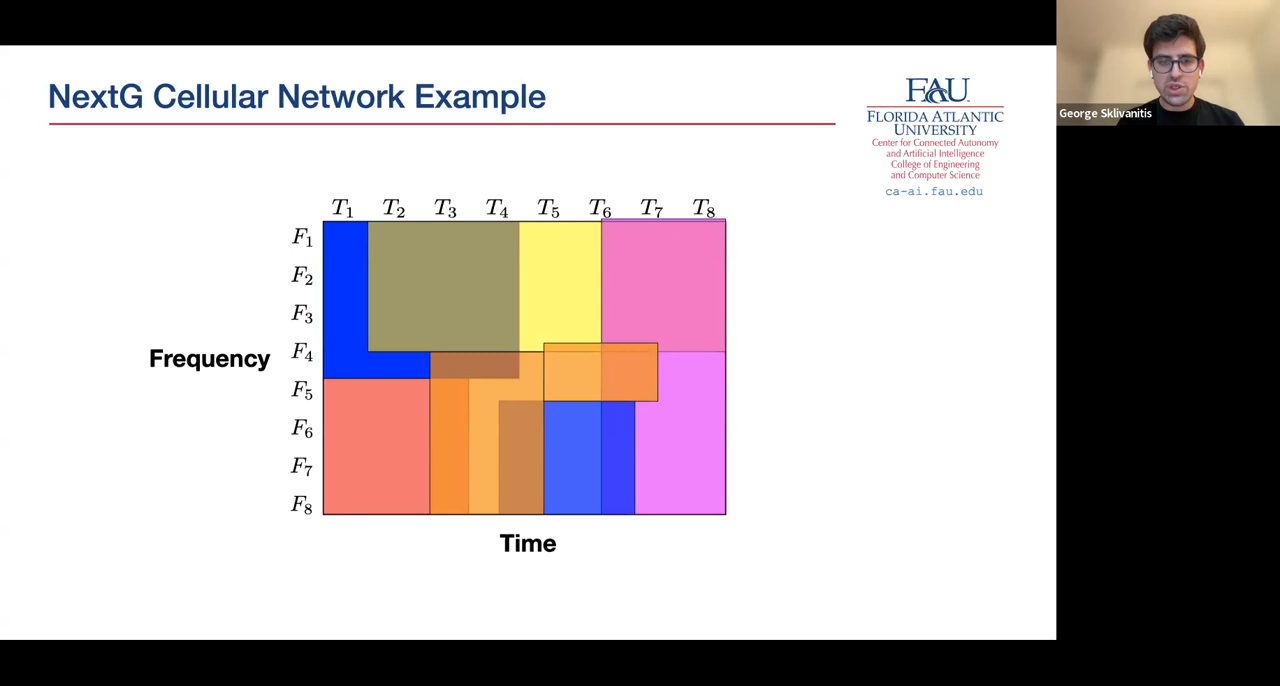 NextG Cellular Network Example
FAU
FLORIDA ATLANTIC
UNIVERSITY
Center for Connected Autonomy
and Artificial Intelligence
College of Engineering
and Computer Science
ca-ai.fau.edu
George Sklivanitis
T1 T2 T3 T4 T5 T6 T7 T8
F1
F2
F3
F4
Frequency
F5
F6
F7
F8
Time